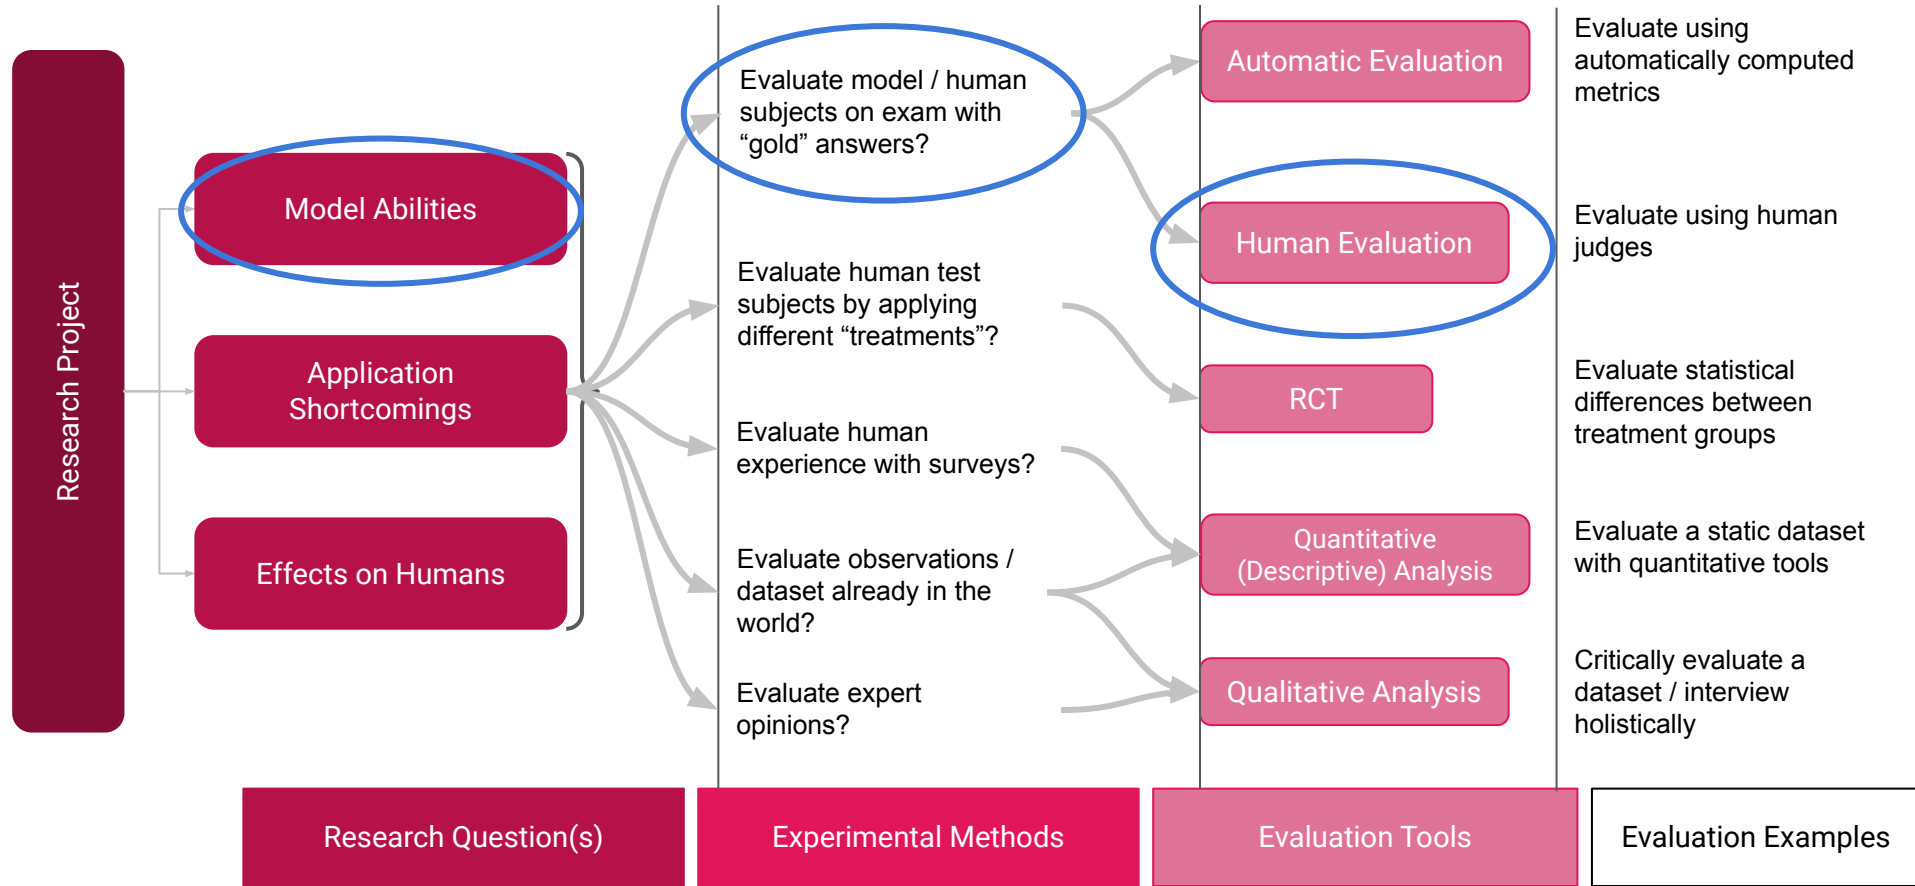 Research Project
Model Abilities
Application
Shortcomings
Effects on Humans
Evaluate model / human
subjects on exam with
“gold” answers?
Evaluate human test
subjects by applying
different “treatments”?
Evaluate human
experience with surveys?
Evaluate observations /
dataset already in the
world?
Evaluate expert
opinions?
Automatic Evaluation
Human Evaluation
RCT
Quantitative
(Descriptive) Analysis
Qualitative Analysis
Evaluate using
automatically computed
metrics
Evaluate using human
judges
Evaluate statistical
differences between
treatment groups
Evaluate a static dataset
with quantitative tools
Critically evaluate a
dataset / interview
holistically
Research Question(s)
Experimental Methods
Evaluation Tools
Evaluation Examples